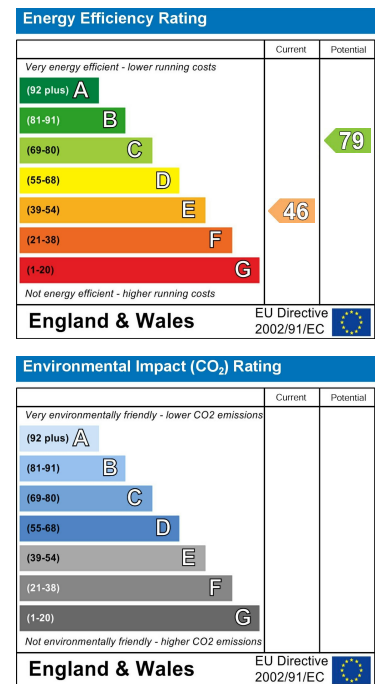 Energy Efficiency Rating
Current Potential
Very energy efficient - lower running costs
(92 plus) A
(81-91) B
(69-80) C
79
(55-68) D
(39-54) E
46
(21-38) F
(1-20) G
Not energy efficient - higher running costs
England & Wales
EU Directive
2002/91/EC
Environmental Impact (CO₂) Rating
Current Potential
Very environmentally friendly - lower CO2 emissions
(92 plus) A
(81-91) B
(69-80) C
(55-68) D
(39-54) E
(21-38) F
(1-20) G
Not environmentally friendly - higher CO2 emissions
England & Wales
EU Directive
2002/91/EC